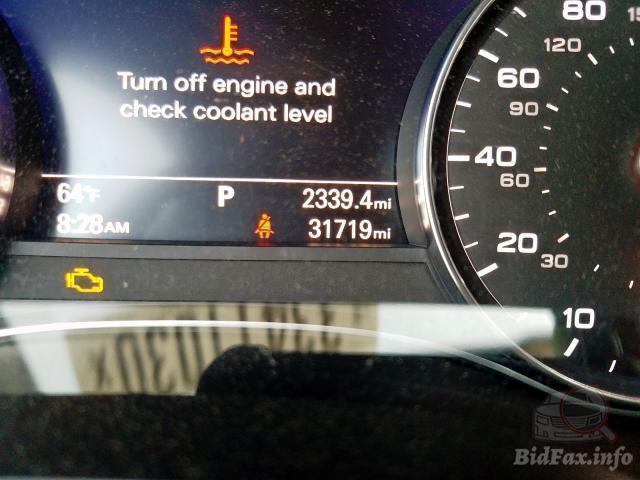 Turn off engine and
check coolant level
64°F P 2339.4mi
8:28AM 31719mi
80
120
60
90
40
60
20
30
10
BidFax.info